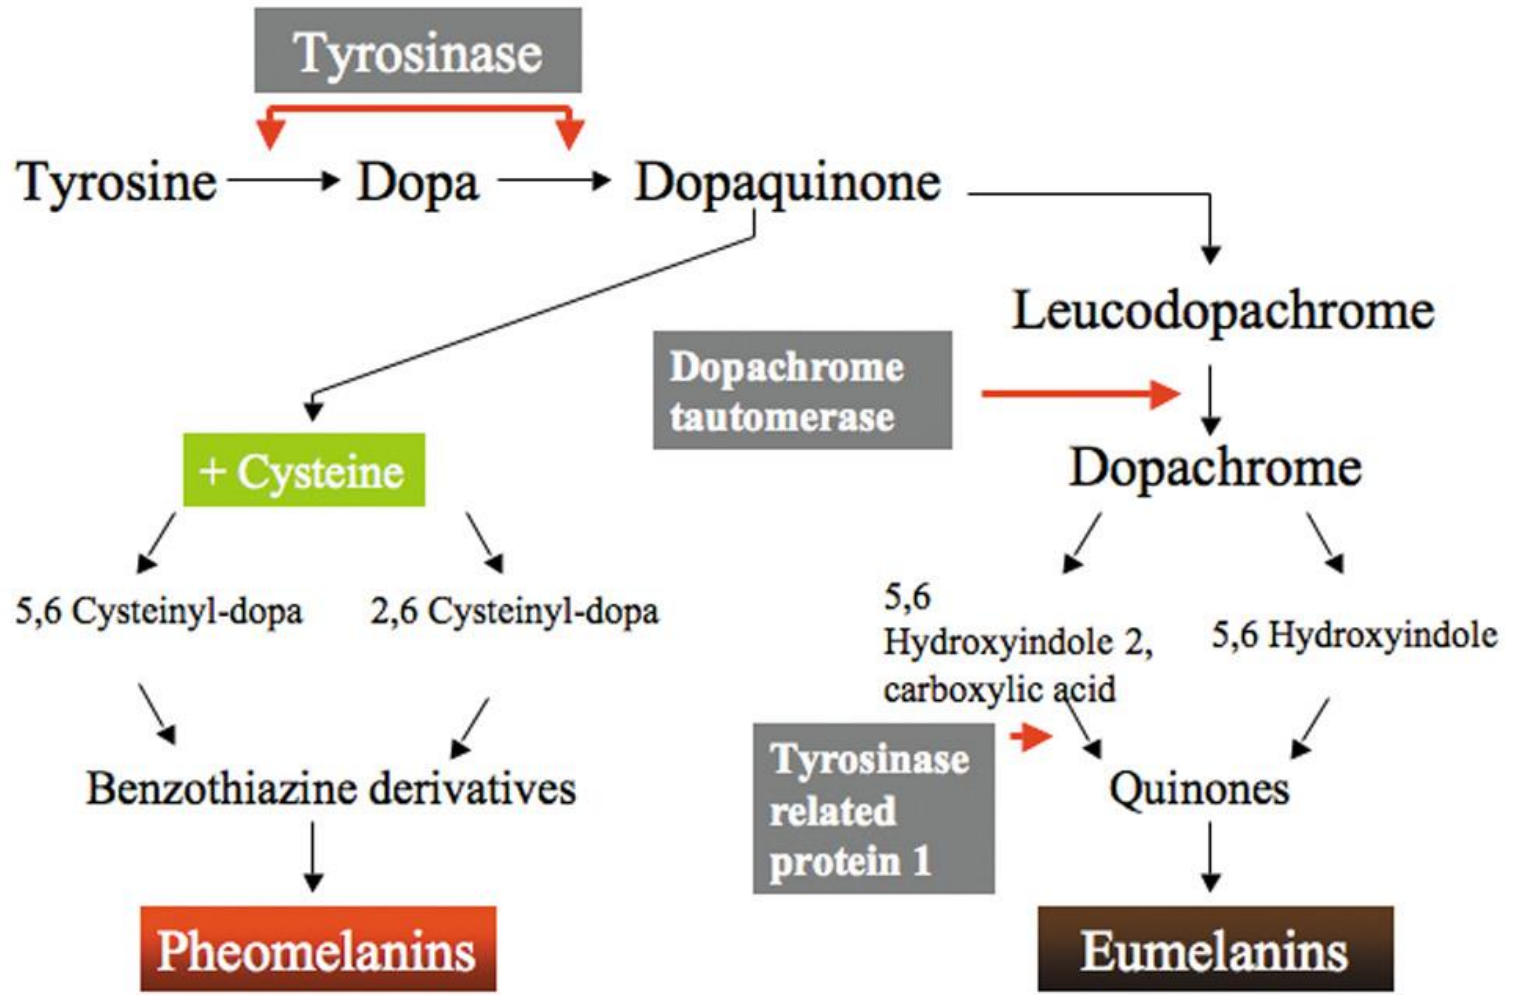 Tyrosinase
Tyrosine
Dopa
Dopaquinone
Leucodopachrome
Dopachrome
tautomerase
+ Cysteine
Dopachrome
5,6 Cysteinyl-dopa
2,6 Cysteinyl-dopa
5,6
Hydroxyindole 2,
carboxylic acid
5,6 Hydroxyindole
Tyrosinase
related
protein 1
Benzothiazine derivatives
Quinones
Pheomelanins
Eumelanins